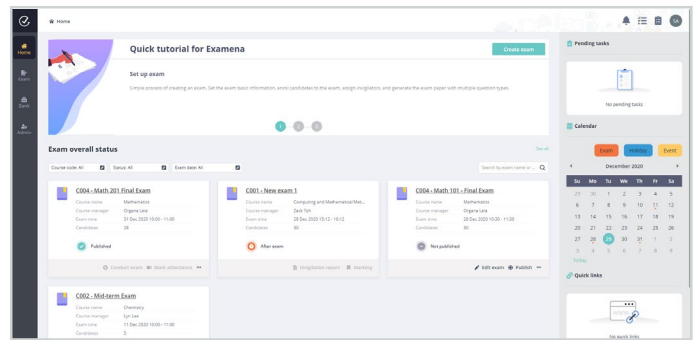 Home
SA
Home
Exam
Bank
Admin
Quick tutorial for Examena
Create exam
Set up exam
Simple process of creating an exam. Set the exam basic information, enrol candidates to the exam, assign invigilators, and generate the exam paper with multiple question types.
1 2 3
Exam overall status
See all
Course code: All
Status: All
Exam date: All
Search by exam name or ...
C004 - Math 201 Final Exam
Course name Mathematics
Course manager Organa Leia
Exam time 31 Dec 2020 10:00 - 11:00
Candidates 28
Published
Conduct exam Mark attendance
C001 - New exam 1
Course name Computing and Mathematical Met...
Course manager Zack Toh
Exam time 28 Dec 2020 15:12 - 16:12
Candidates 30
After exam
Invigilation report Marking
C004 - Math 101 - Final Exam
Course name Mathematics
Course manager Organa Leia
Exam time 28 Dec 2020 10:30 - 11:30
Candidates 30
Not published
Edit exam Publish
C002 - Mid-term Exam
Course name Chemistry
Course manager Lyn Lee
Exam time 11 Dec 2020 10:00 - 11:00
Candidates 5
Pending tasks
No pending tasks
Calendar
Exam Holiday Event
December 2020
Su Mo Tu We Th Fr Sa
29 30 1 2 3 4 5
6 7 8 9 10 11 12
13 14 15 16 17 18 19
20 21 22 23 24 25 26
27 28 29 30 31 1 2
3 4 5 6 7 8 9
Today
Quick links
No quick links